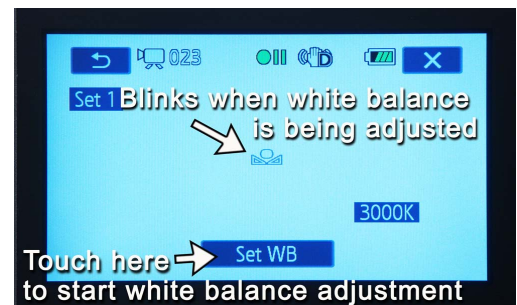 023
Set 1
Blinks when white balance
is being adjusted
3000K
Set WB
Touch here
to start white balance adjustment